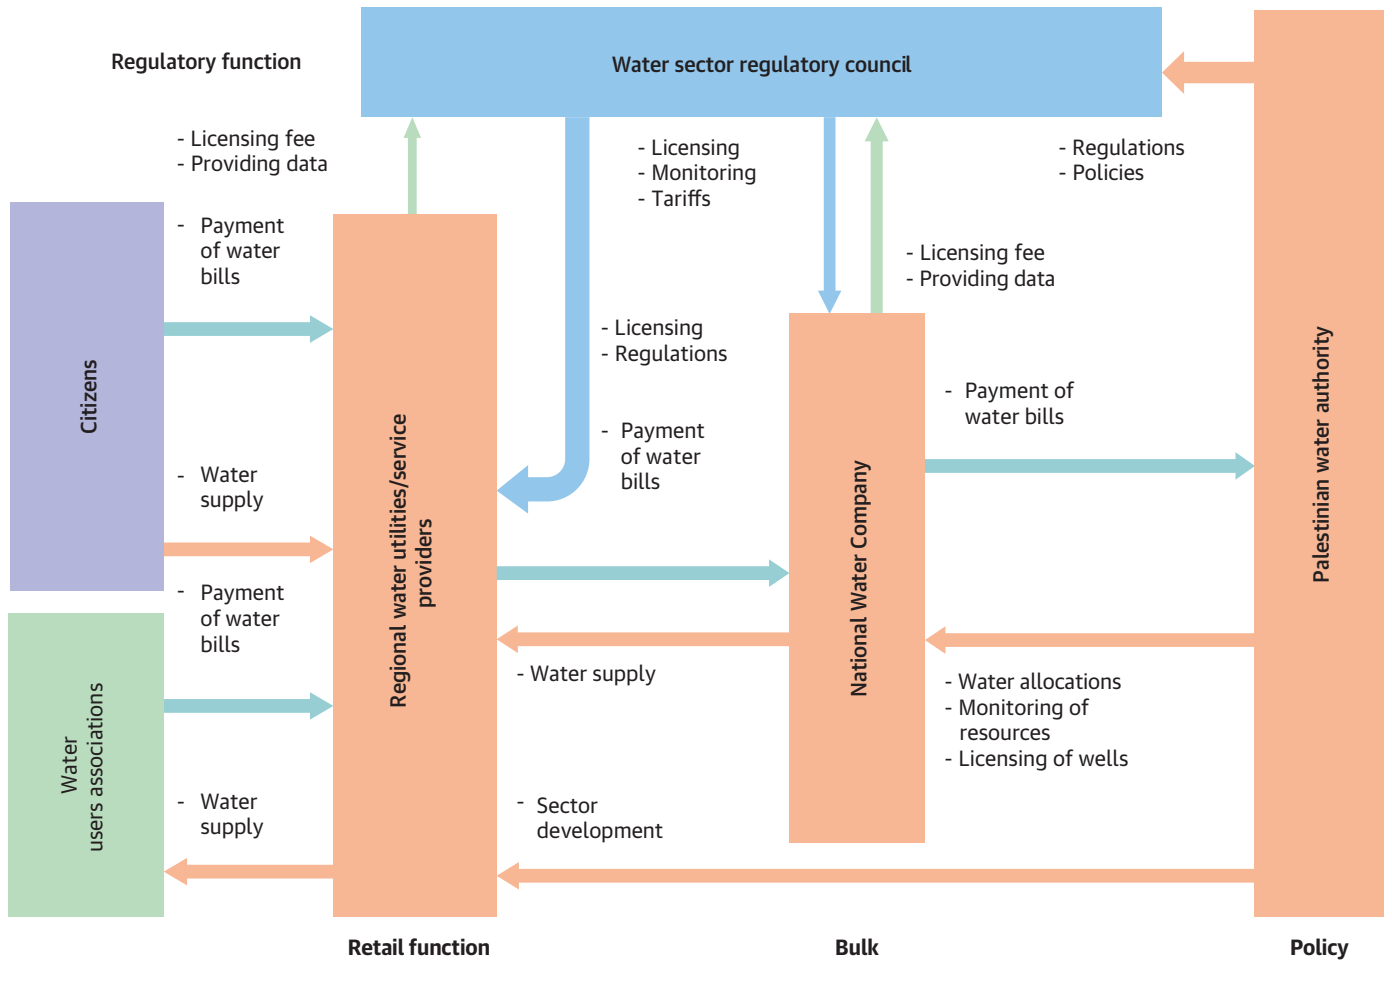 Regulatory function
Water sector regulatory council
- Licensing fee
- Providing data
- Licensing
- Monitoring
- Tariffs
- Regulations
- Policies
- Payment
of water
bills
- Licensing fee
- Providing data
- Licensing
- Regulations
Citizens
- Payment of
water bills
- Payment
of water
bills
- Water
supply
Regional water utilities/service
providers
National Water Company
Palestinian water authority
- Payment
of water
bills
- Water supply
- Water allocations
- Monitoring of
resources
- Licensing of wells
Water
users associations
- Water
supply
- Sector
development
Retail function
Bulk
Policy